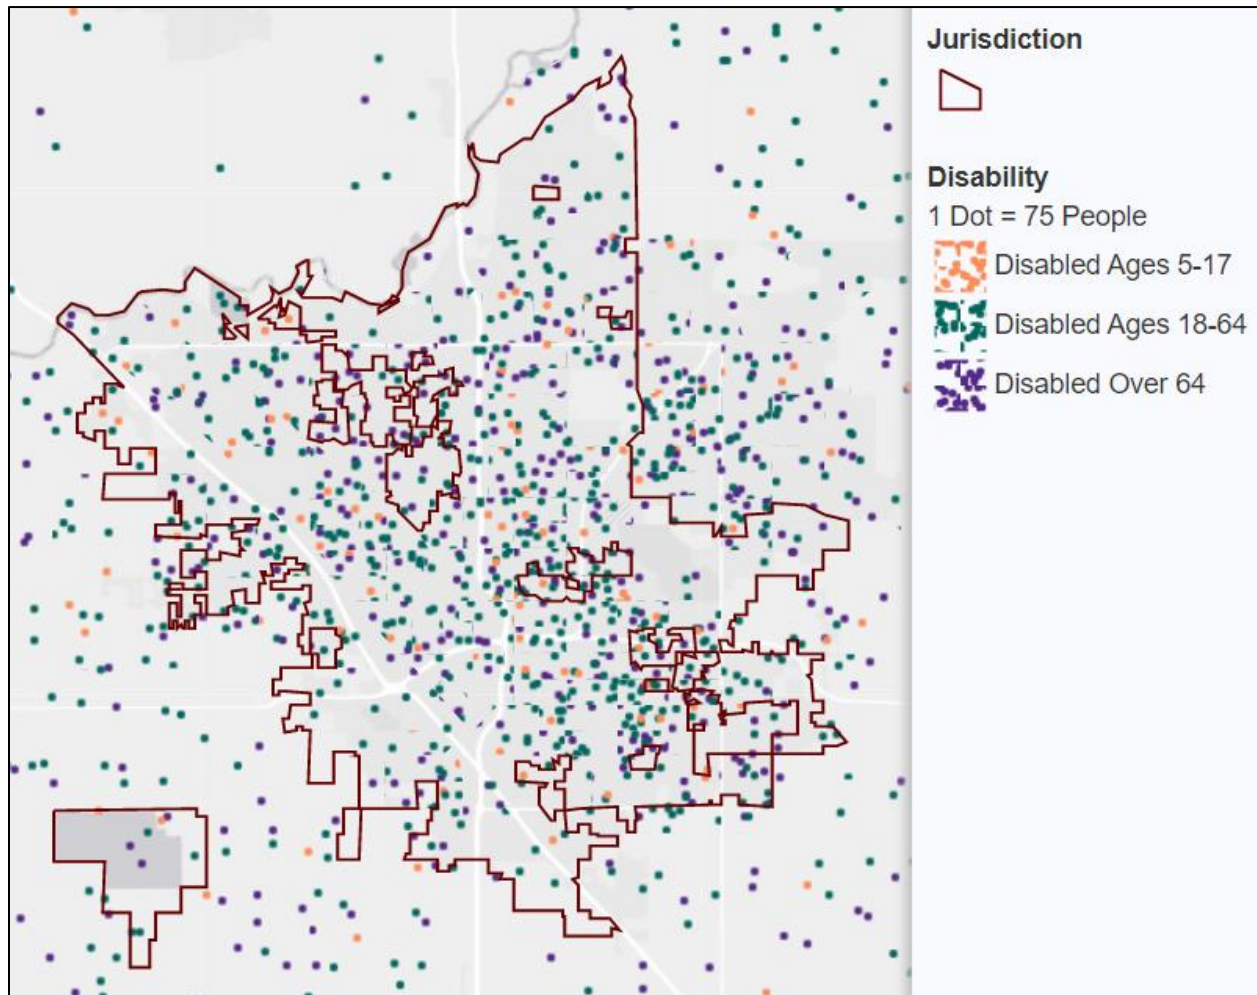 Jurisdiction
Disability
1 Dot = 75 People
Disabled Ages 5-17
Disabled Ages 18-64
Disabled Over 64